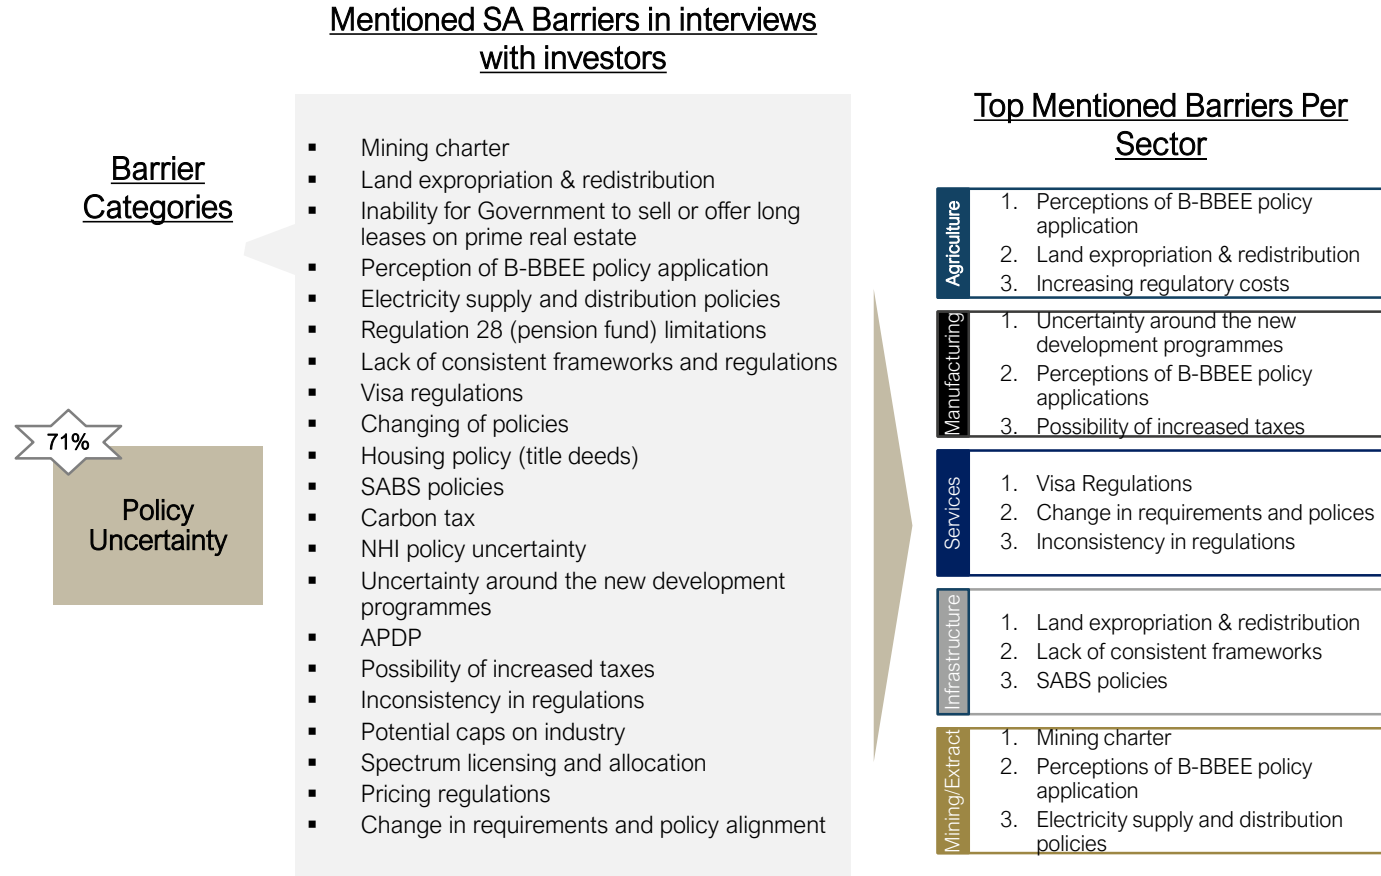 Mentioned SA Barriers in interviews
with investors
Barrier
Categories
71%
Policy
Uncertainty
▪ Mining charter
▪ Land expropriation & redistribution
▪ Inability for Government to sell or offer long
leases on prime real estate
▪ Perception of B-BBEE policy application
▪ Electricity supply and distribution policies
▪ Regulation 28 (pension fund) limitations
▪ Lack of consistent frameworks and regulations
▪ Visa regulations
▪ Changing of policies
▪ Housing policy (title deeds)
▪ SABS policies
▪ Carbon tax
▪ NHI policy uncertainty
▪ Uncertainty around the new development
programmes
▪ APDP
▪ Possibility of increased taxes
▪ Inconsistency in regulations
▪ Potential caps on industry
▪ Spectrum licensing and allocation
▪ Pricing regulations
▪ Change in requirements and policy alignment
Top Mentioned Barriers Per
Sector
Agriculture
1. Perceptions of B-BBEE policy
application
2. Land expropriation & redistribution
3. Increasing regulatory costs
Manufacturing
1. Uncertainty around the new
development programmes
2. Perceptions of B-BBEE policy
applications
3. Possibility of increased taxes
Services
1. Visa Regulations
2. Change in requirements and polices
3. Inconsistency in regulations
Infrastructure
1. Land expropriation & redistribution
2. Lack of consistent frameworks
3. SABS policies
Mining/Extract
1. Mining charter
2. Perceptions of B-BBEE policy
application
3. Electricity supply and distribution
policies